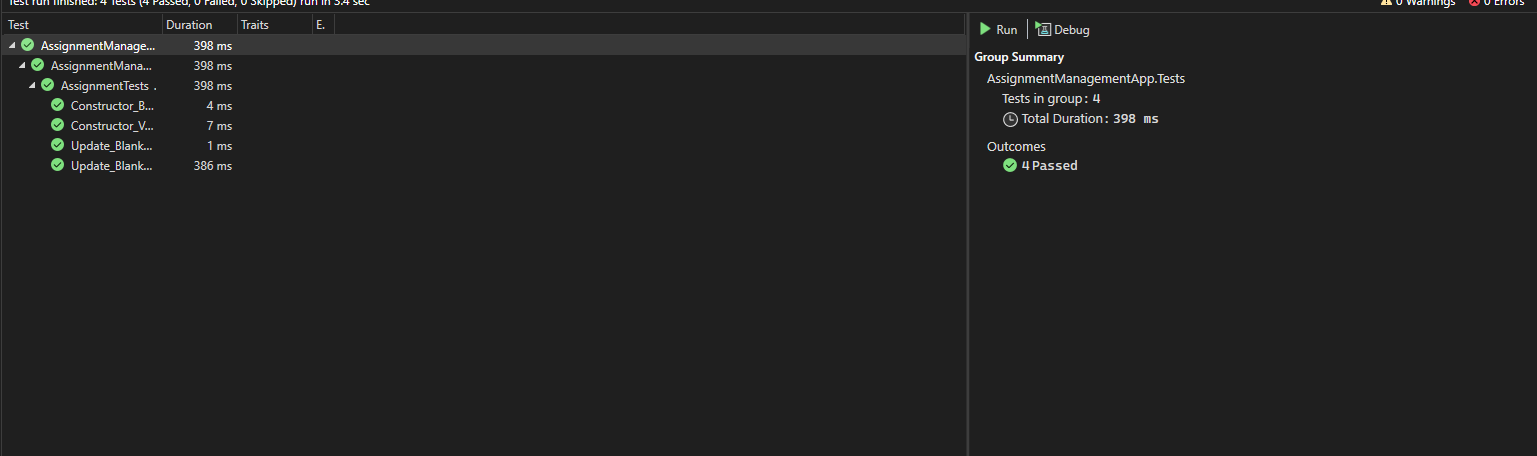 Test run finished: 4 Tests (4 Passed, 0 Failed, 0 Skipped) run in 3.4 sec
0 Warnings 0 Errors
Test Duration Traits E.
AssignmentManage... 398 ms
AssignmentMana... 398 ms
AssignmentTests . 398 ms
Constructor_B... 4 ms
Constructor_V... 7 ms
Update_Blank... 1 ms
Update_Blank... 386 ms
Run Debug
Group Summary
AssignmentManagementApp.Tests
Tests in group: 4
Total Duration: 398 ms
Outcomes
4 Passed